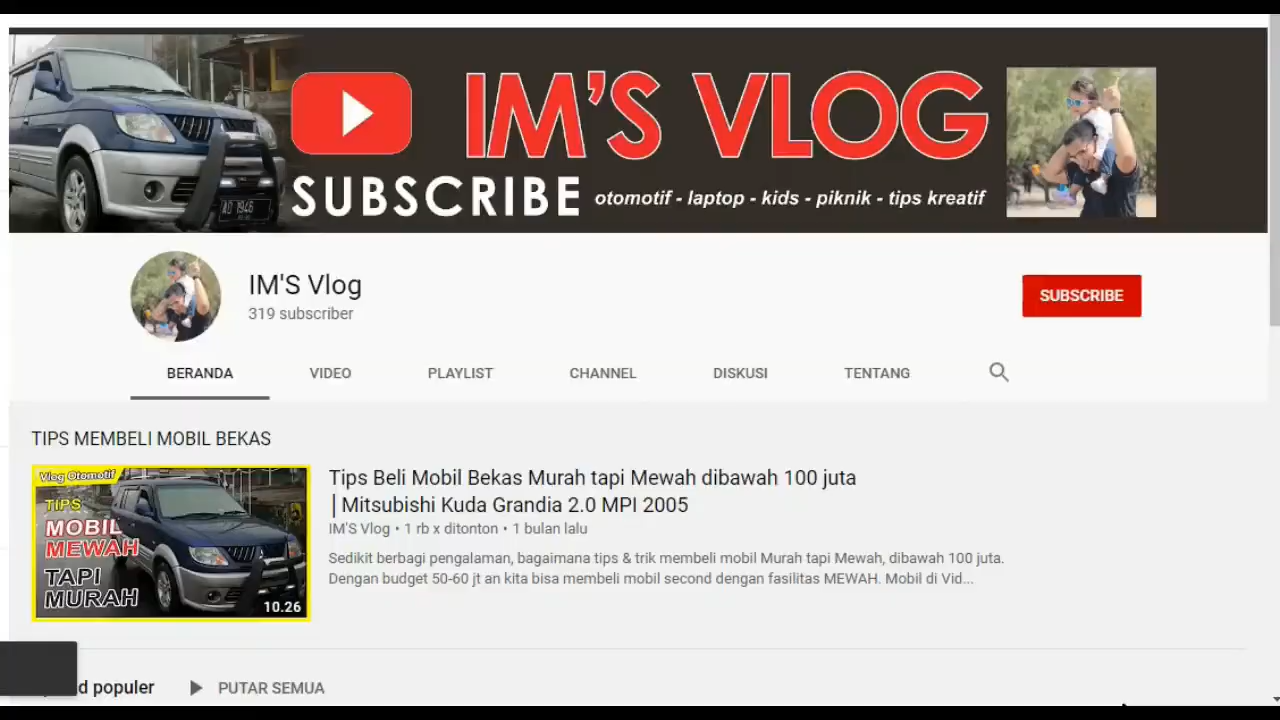 IM'S VLOG
SUBSCRIBE
otomotif - laptop - kids - piknik - tips kreatif
AD 1946
IM'S Vlog
319 subscriber
SUBSCRIBE
BERANDA VIDEO PLAYLIST CHANNEL DISKUSI TENTANG
TIPS MEMBELI MOBIL BEKAS
Vlog Otomotif
TIPS
MOBIL
MEWAH
TAPI
MURAH
10.26
Tips Beli Mobil Bekas Murah tapi Mewah dibawah 100 juta
| Mitsubishi Kuda Grandia 2.0 MPI 2005
IM'S Vlog • 1 rb x ditonton • 1 bulan lalu
Sedikit berbagi pengalaman, bagaimana tips & trik membeli mobil Murah tapi Mewah, dibawah 100 juta.
Dengan budget 50-60 jt an kita bisa membeli mobil second dengan fasilitas MEWAH. Mobil di Vid...
populer
PUTAR SEMUA